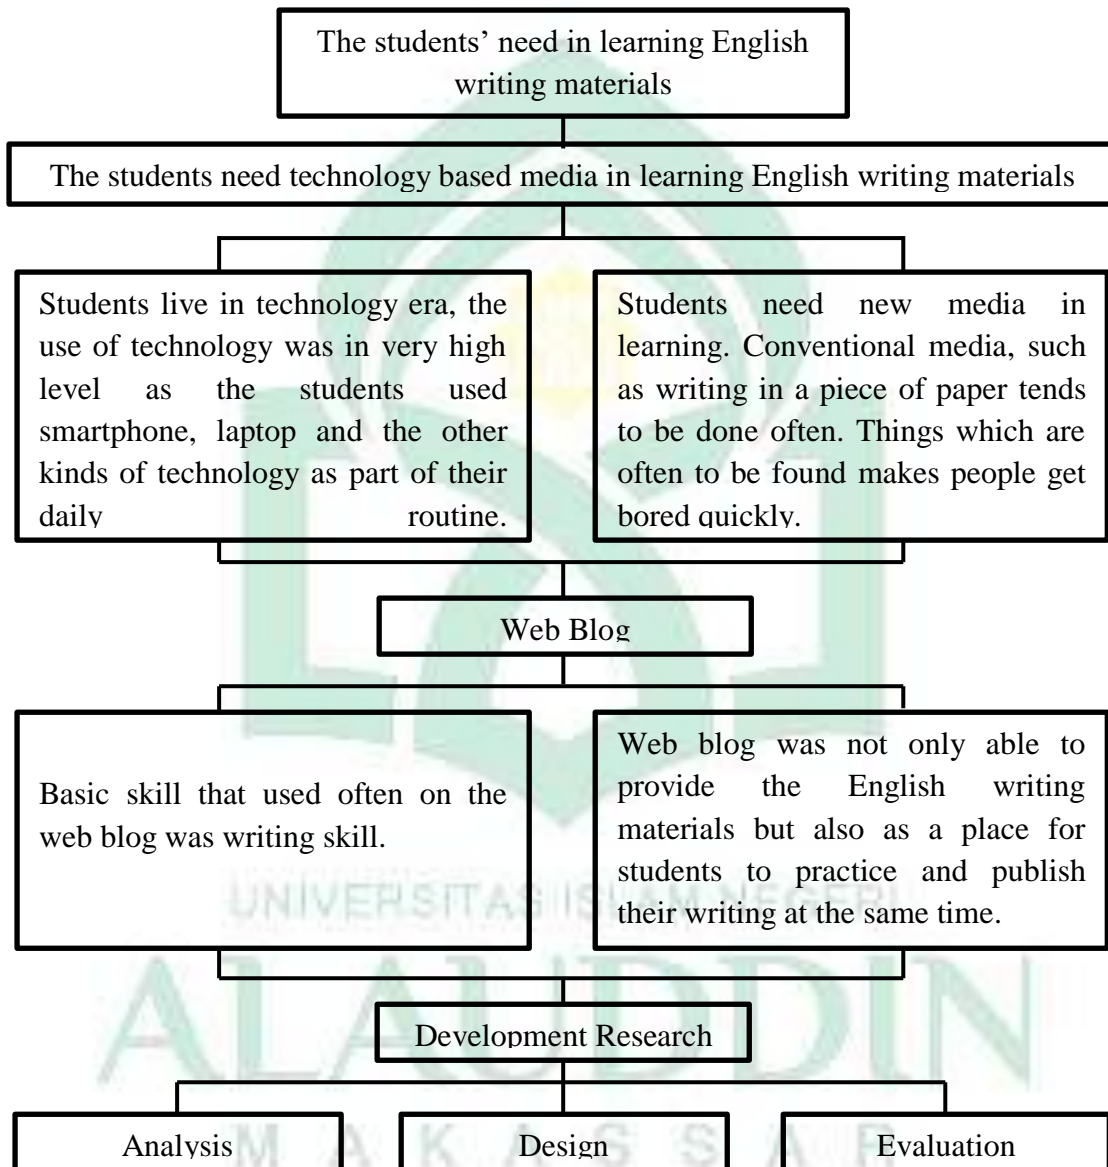 The students’ need in learning English
writing materials
The students need technology based media in learning English writing materials
Students live in technology era, the
use of technology was in very high
level as the students used
smartphone, laptop and the other
kinds of technology as part of their
daily routine.
Students need new media in
learning. Conventional media, such
as writing in a piece of paper tends
to be done often. Things which are
often to be found makes people get
bored quickly.
Web Blog
Basic skill that used often on the
web blog was writing skill.
Web blog was not only able to
provide the English writing
materials but also as a place for
students to practice and publish
their writing at the same time.
UNIVERSITAS ISLAM NEGERI
ALAUDDIN
Development Research
Analysis
Design
Evaluation
MAKASSAR